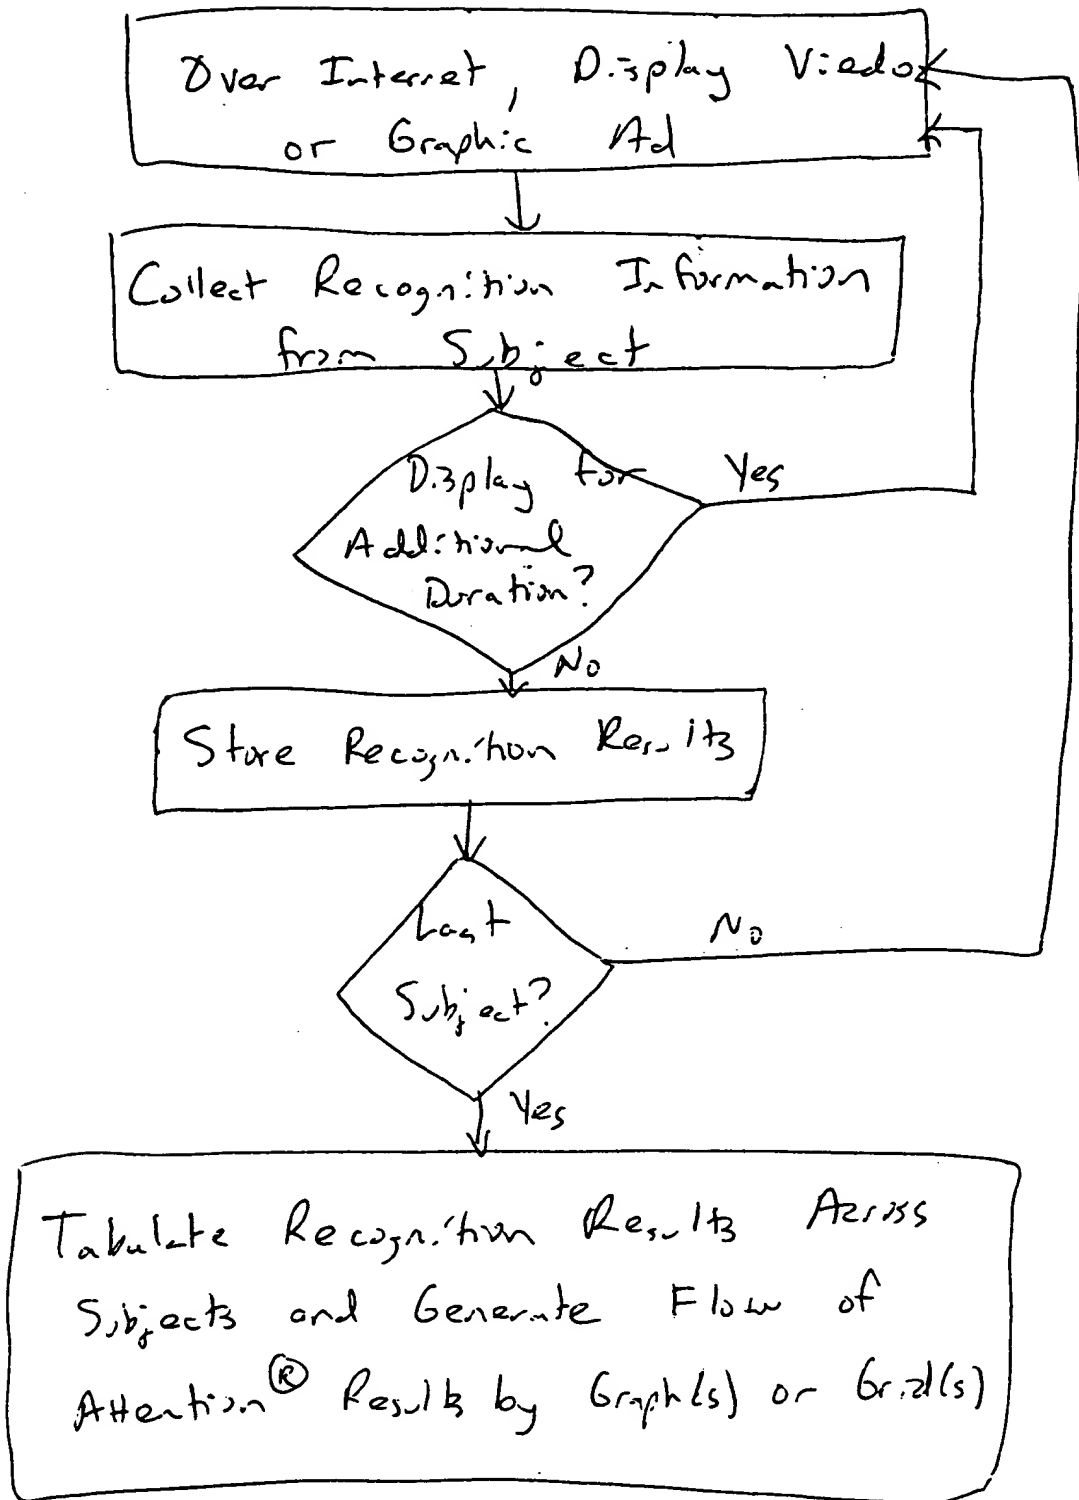 Over Internet, Display Viedo
or Graphic Ad
Collect Recognition Information
from Subject
Display for
Additional
Duration?
Yes
No
Store Recognition Results
Last
Subject?
No
Yes
Tabulate Recognition Results Across
Subjects and Generate Flow of
Attention® Results by Graph(s) or Grid(s)